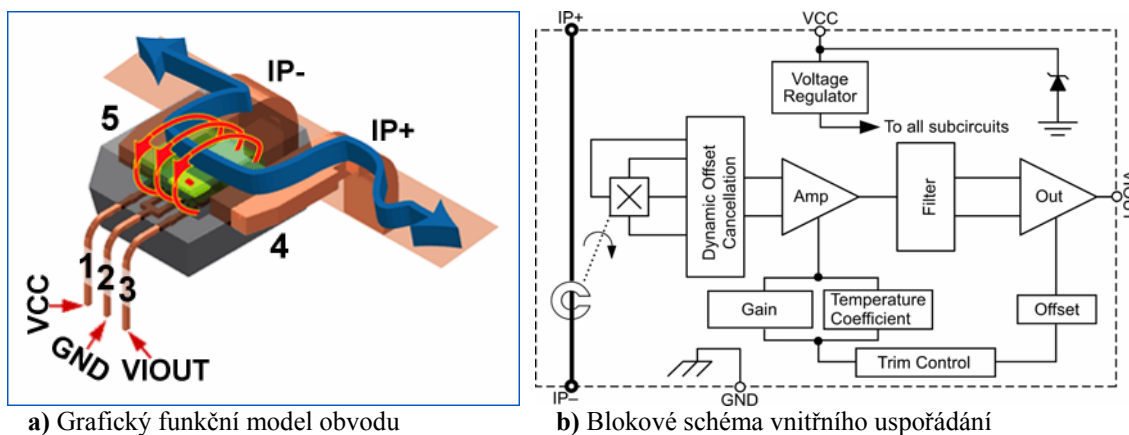 IP-
5
IP+
4
1
2
3
VCC
GND
VIOUT
a) Grafický funkční model obvodu
IP+
VCC
Voltage
Regulator
To all subcircuits
Dynamic Offset
Cancellation
Amp
Filter
Out
VIOUT
Gain
Temperature
Coefficient
Offset
Trim Control
GND
IP–
b) Blokové schéma vnitřního uspořádání